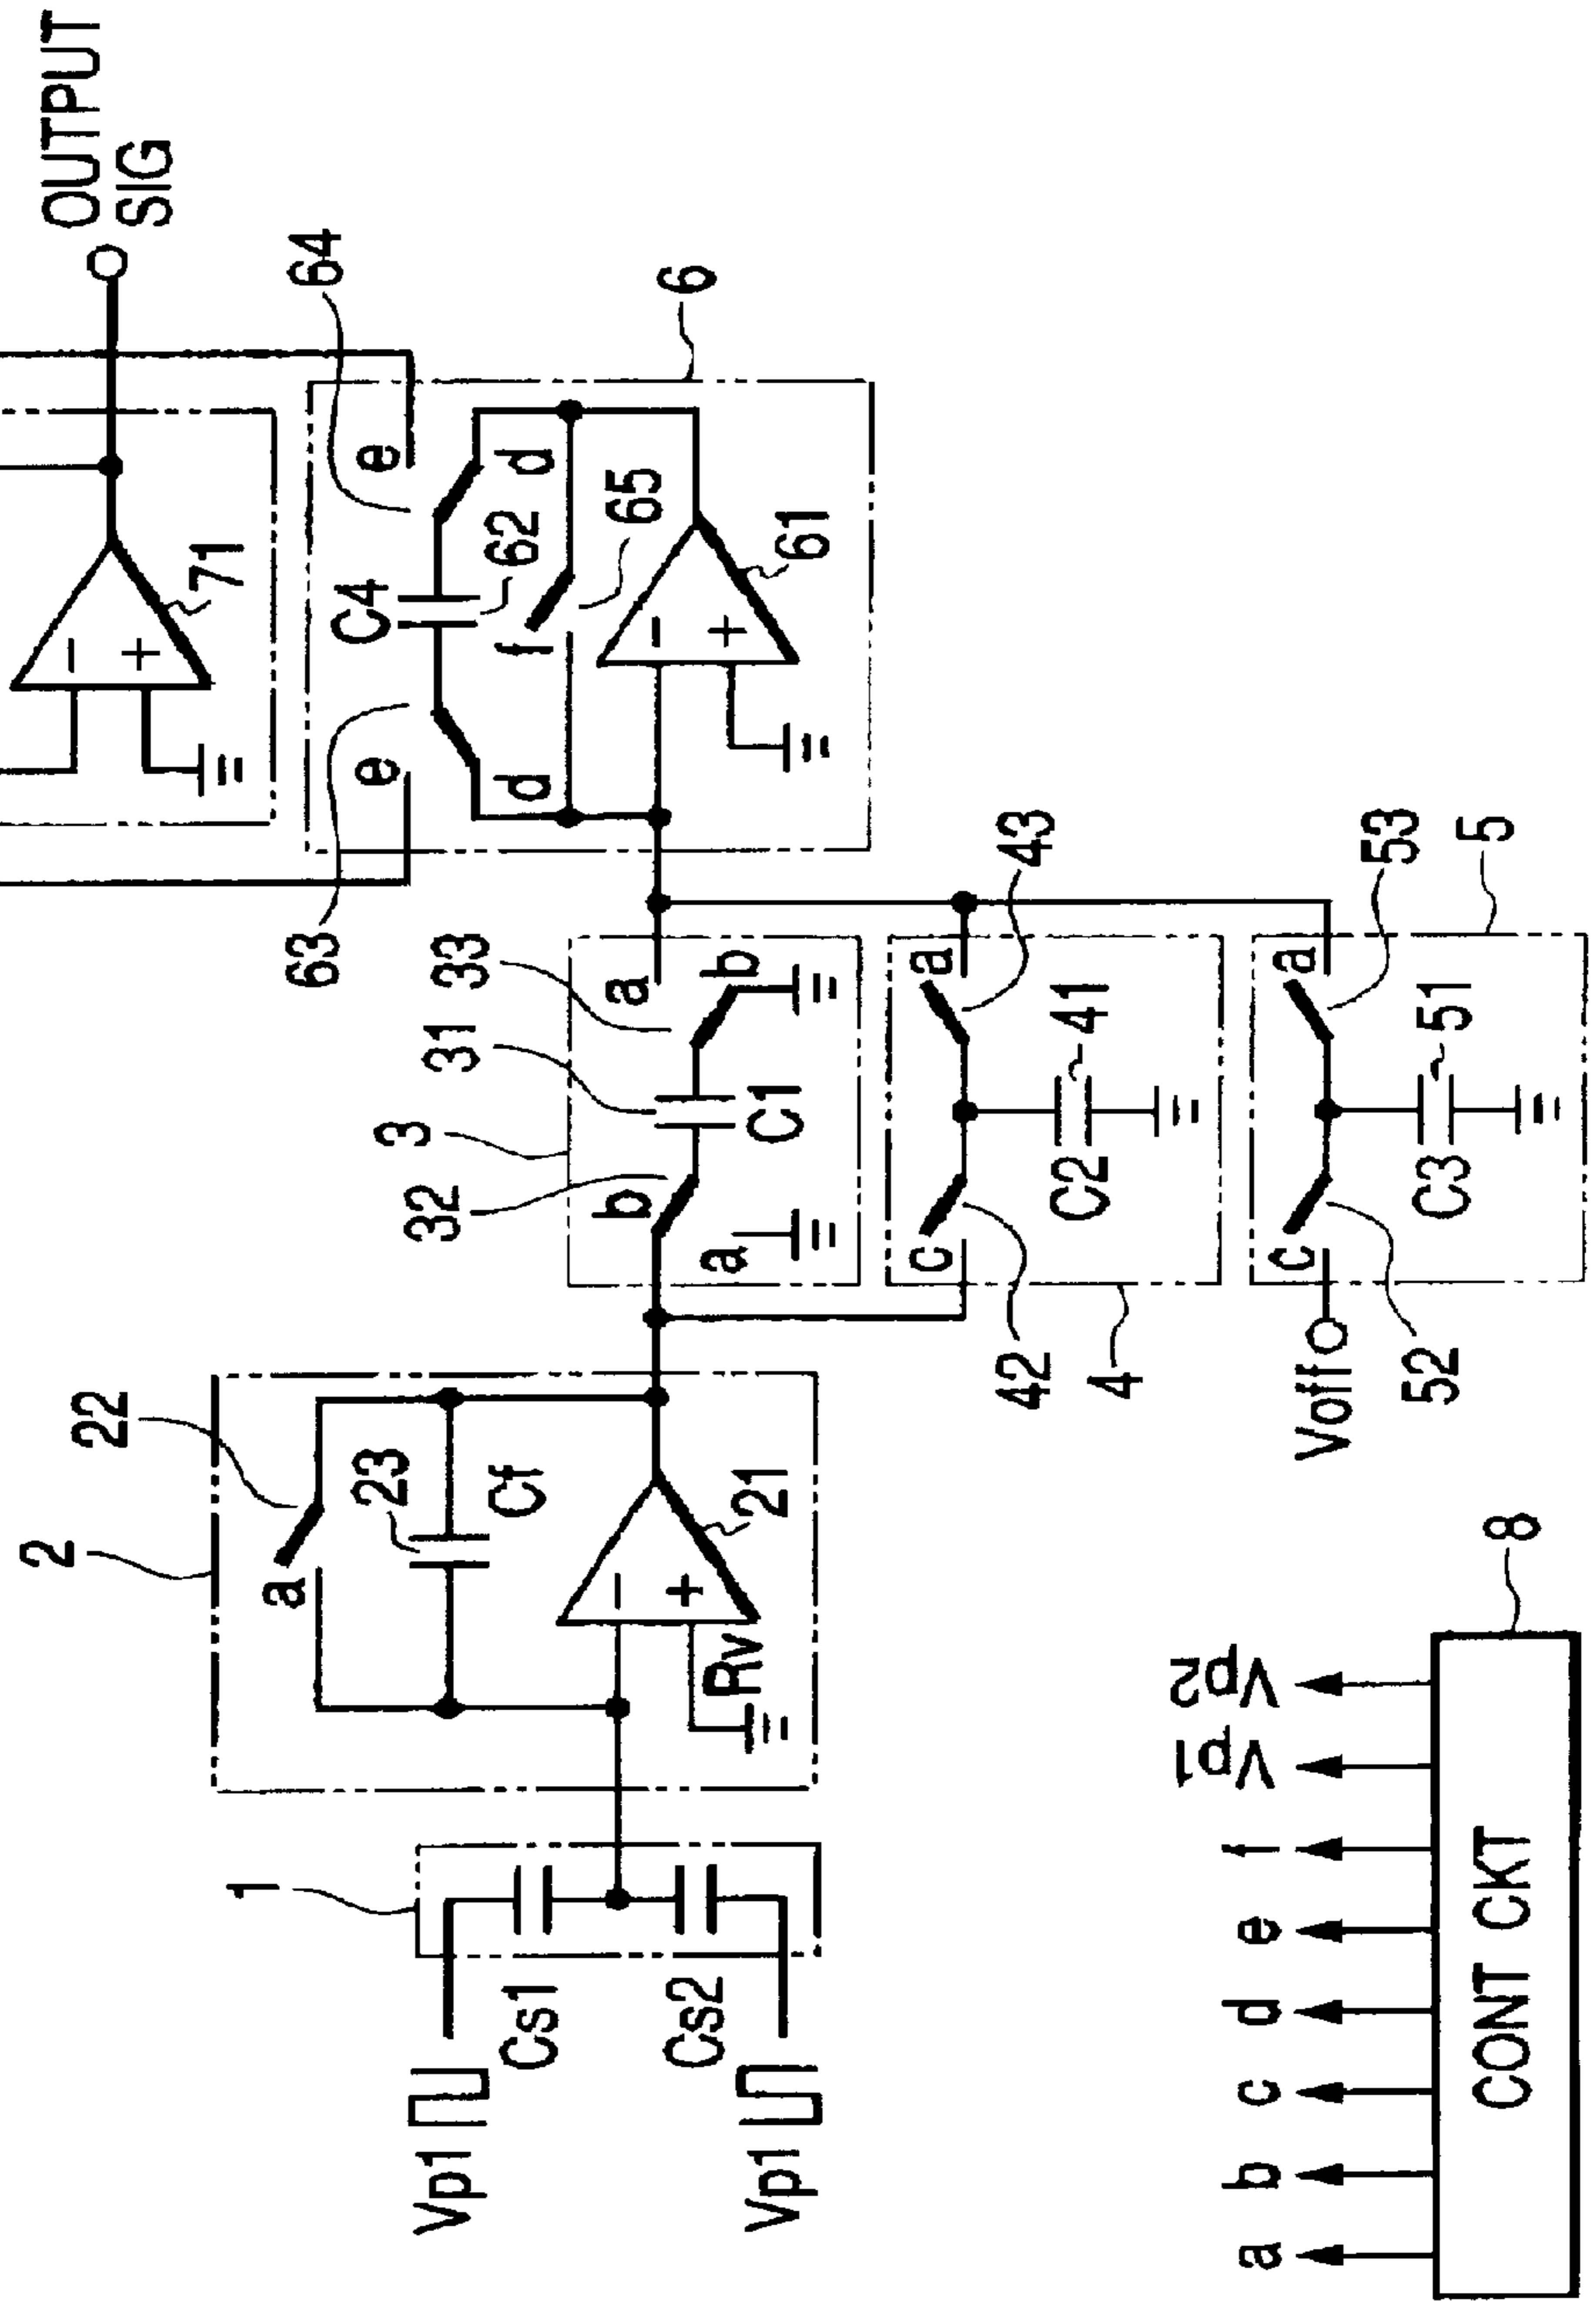 OUTPUT
SIG
71
64
e
e
C4
62
63
d
d
f
65
6
61
-
+
-
+
2
22
a
23
Cf
-
+
21
Rv
3
31
33
32
b
a
a
b
C1
43
c
a
C2
41
42
4
53
5
c
a
C3
51
52
Voff
1
Vp1
Cs1
Cs2
Vp1
a
b
c
d
e
f
Vp1
Vp2
CONT CKT
8